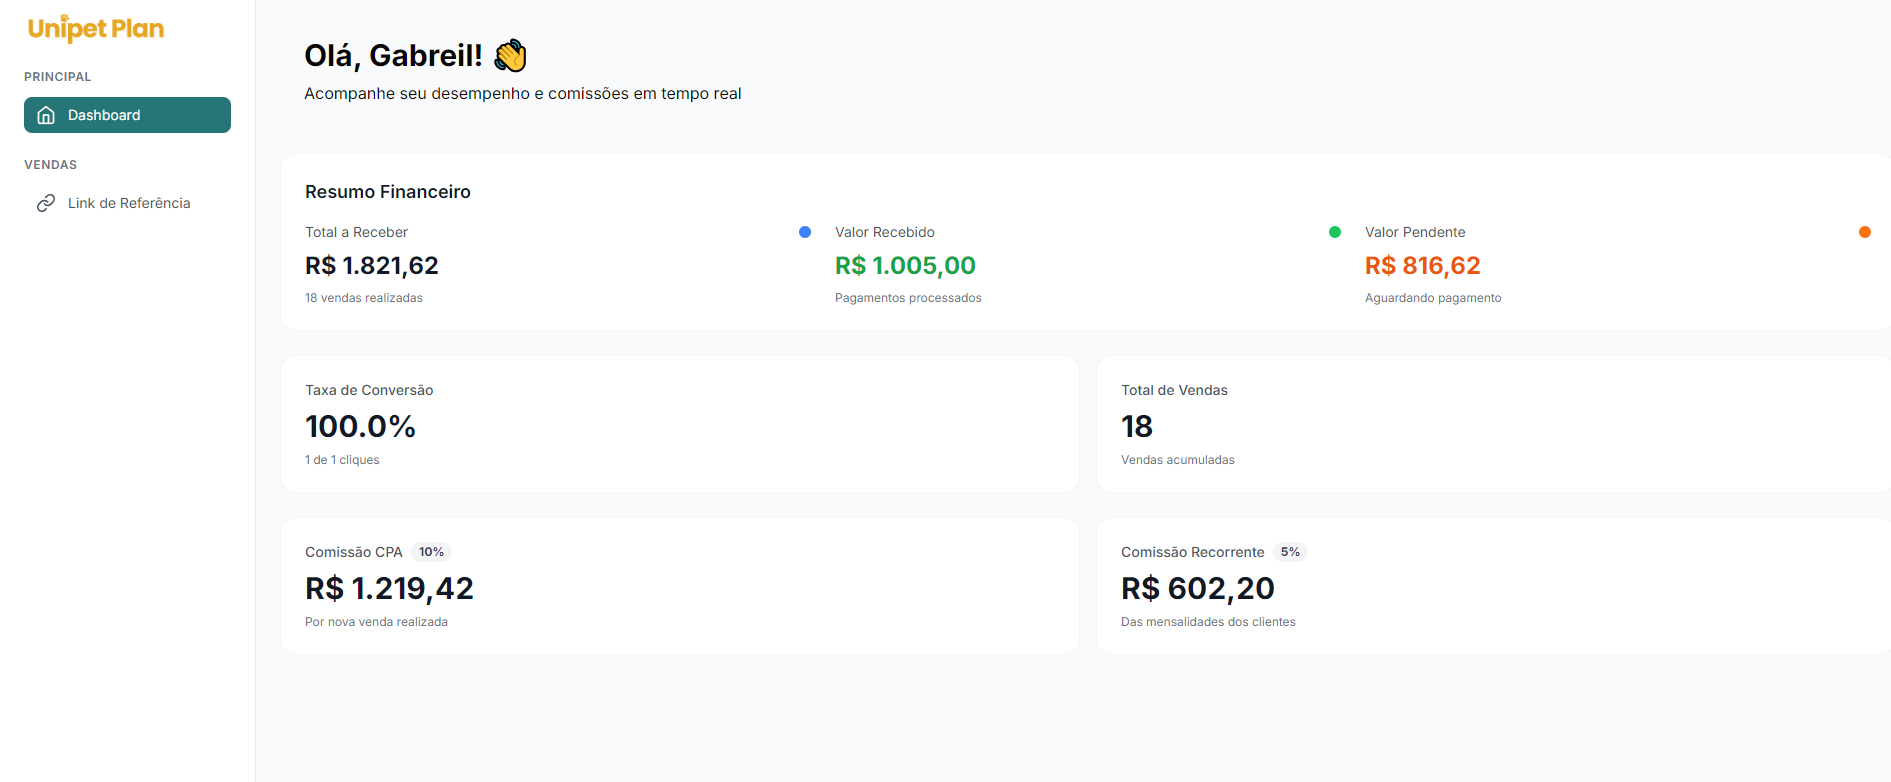 Unipet Plan
PRINCIPAL
Dashboard
VENDAS
Link de Referência
Olá, Gabreil! 👋
Acompanhe seu desempenho e comissões em tempo real
Resumo Financeiro
Total a Receber
R$ 1.821,62
18 vendas realizadas
Valor Recebido
R$ 1.005,00
Pagamentos processados
Valor Pendente
R$ 816,62
Aguardando pagamento
Taxa de Conversão
100.0%
1 de 1 cliques
Total de Vendas
18
Vendas acumuladas
Comissão CPA 10%
R$ 1.219,42
Por nova venda realizada
Comissão Recorrente 5%
R$ 602,20
Das mensalidades dos clientes